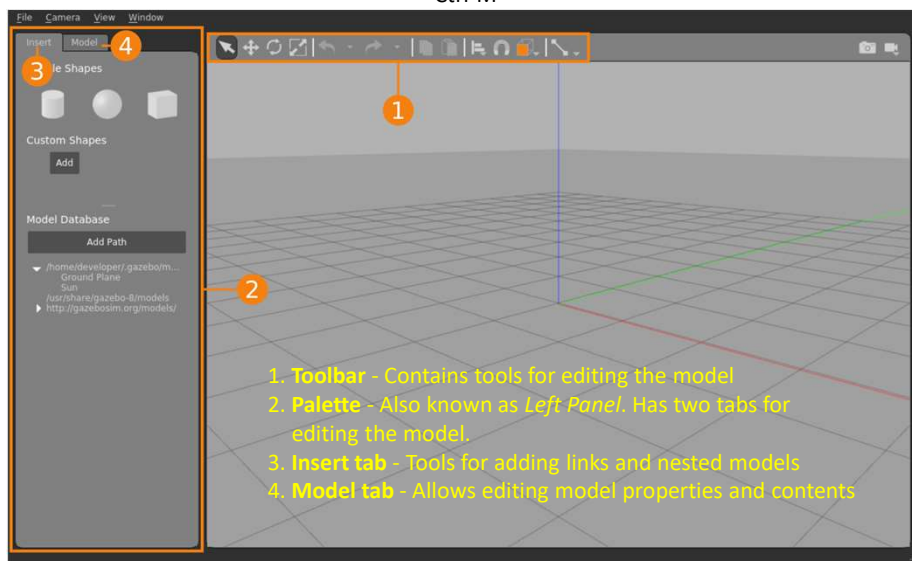 Ctrl-M
File Camera View Window
Insert Model
4
3
1
Simple Shapes
Custom Shapes
Add
Model Database
Add Path
/home/developer/.gazebo/m...
Ground Plane
Sun
/usr/share/gazebo-8/models
http://gazebosim.org/models/
2
1. Toolbar - Contains tools for editing the model
2. Palette - Also known as Left Panel. Has two tabs for
editing the model.
3. Insert tab - Tools for adding links and nested models
4. Model tab - Allows editing model properties and contents